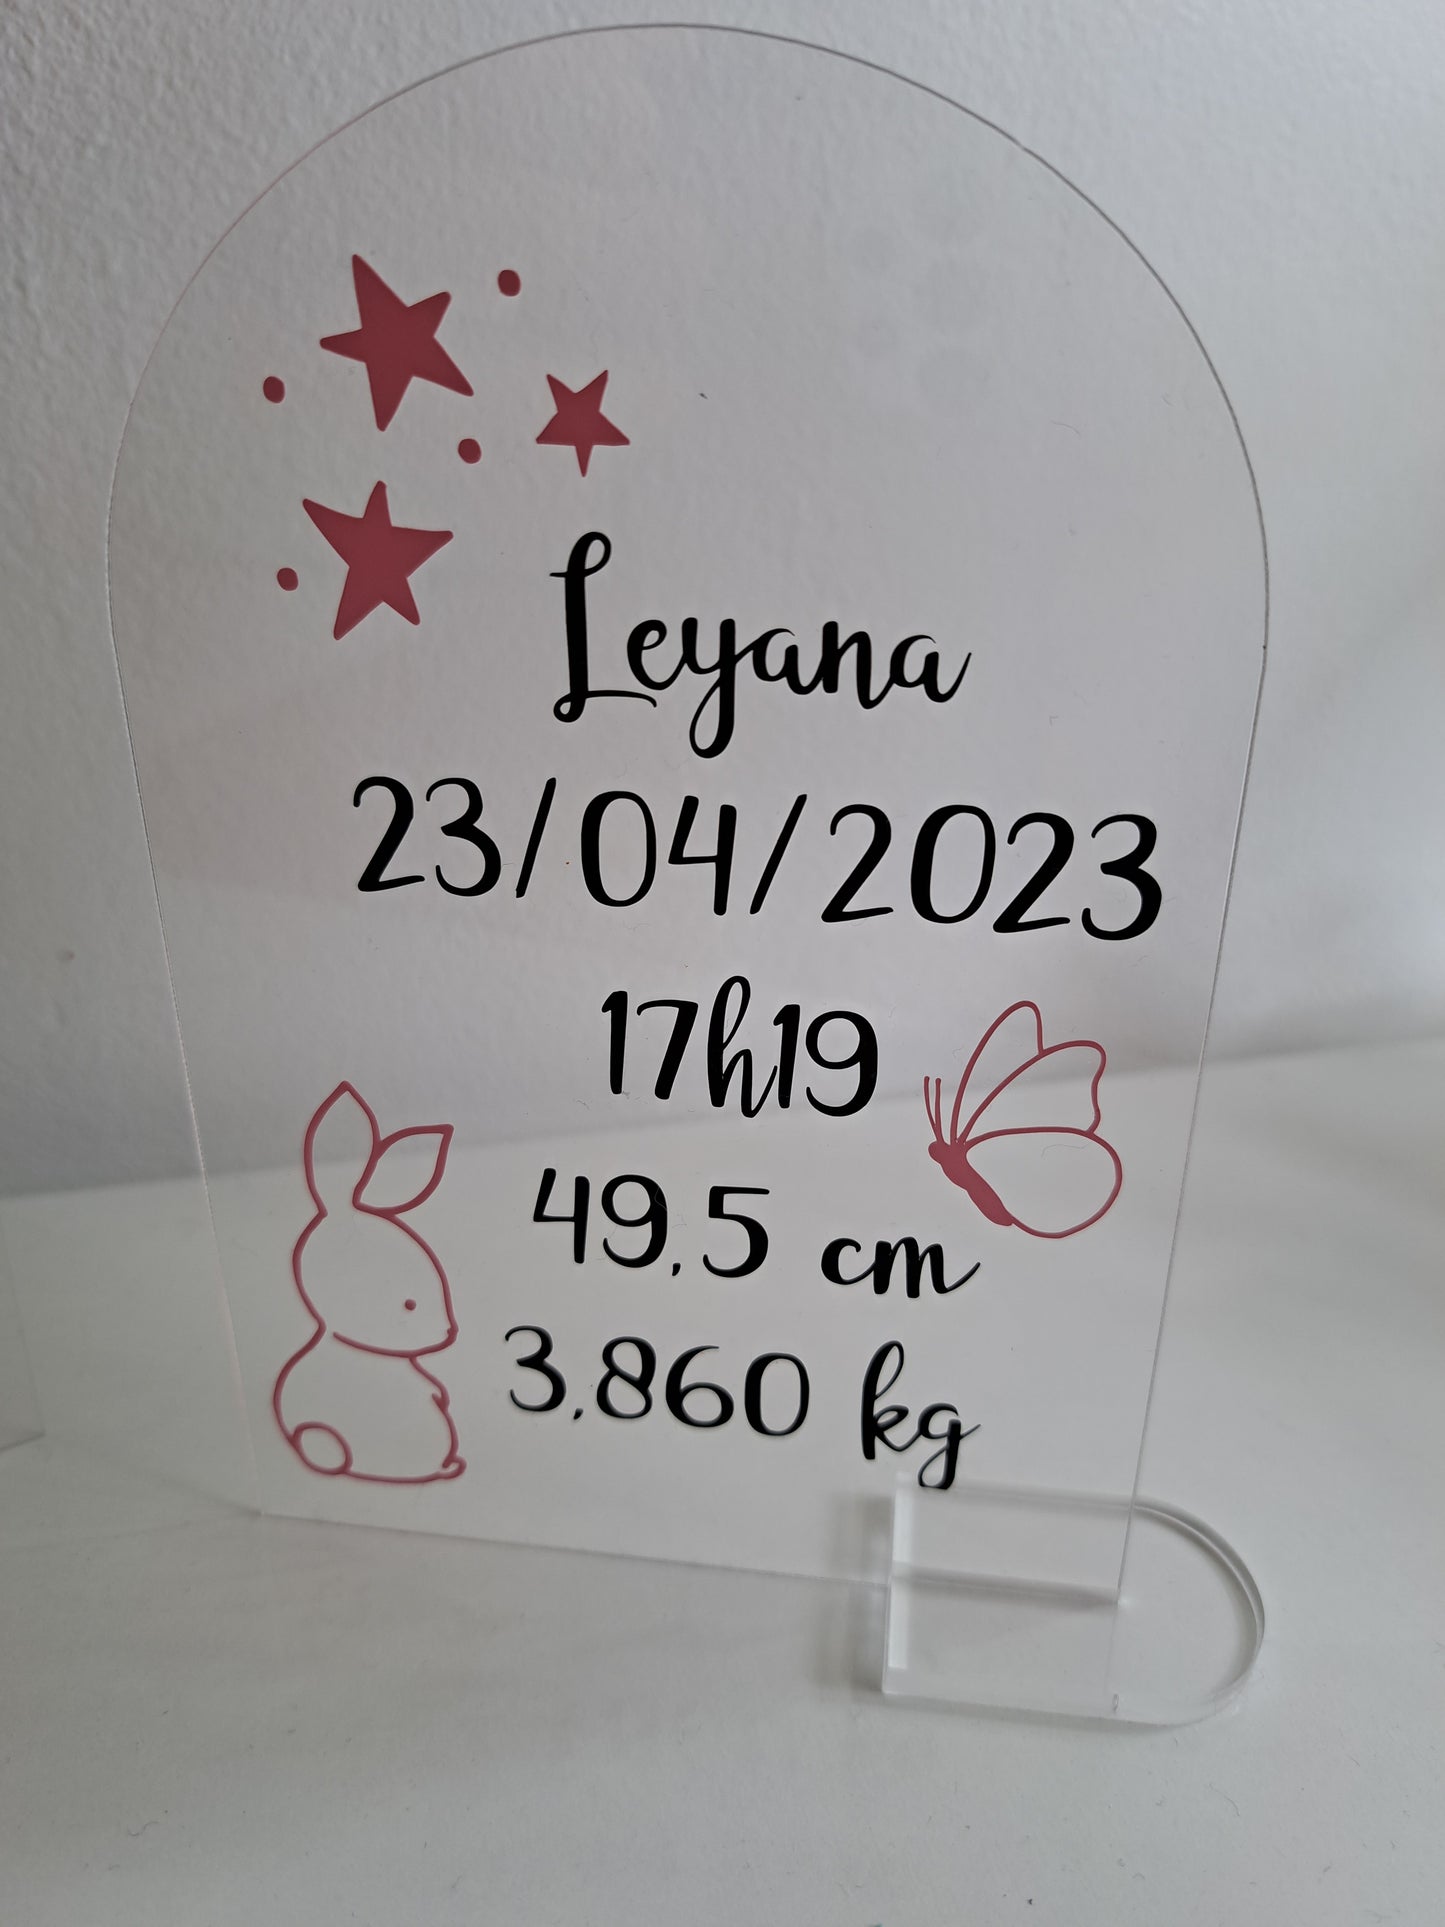 Leyana
23/04/2023
17h19
49,5 cm
3,860 kg